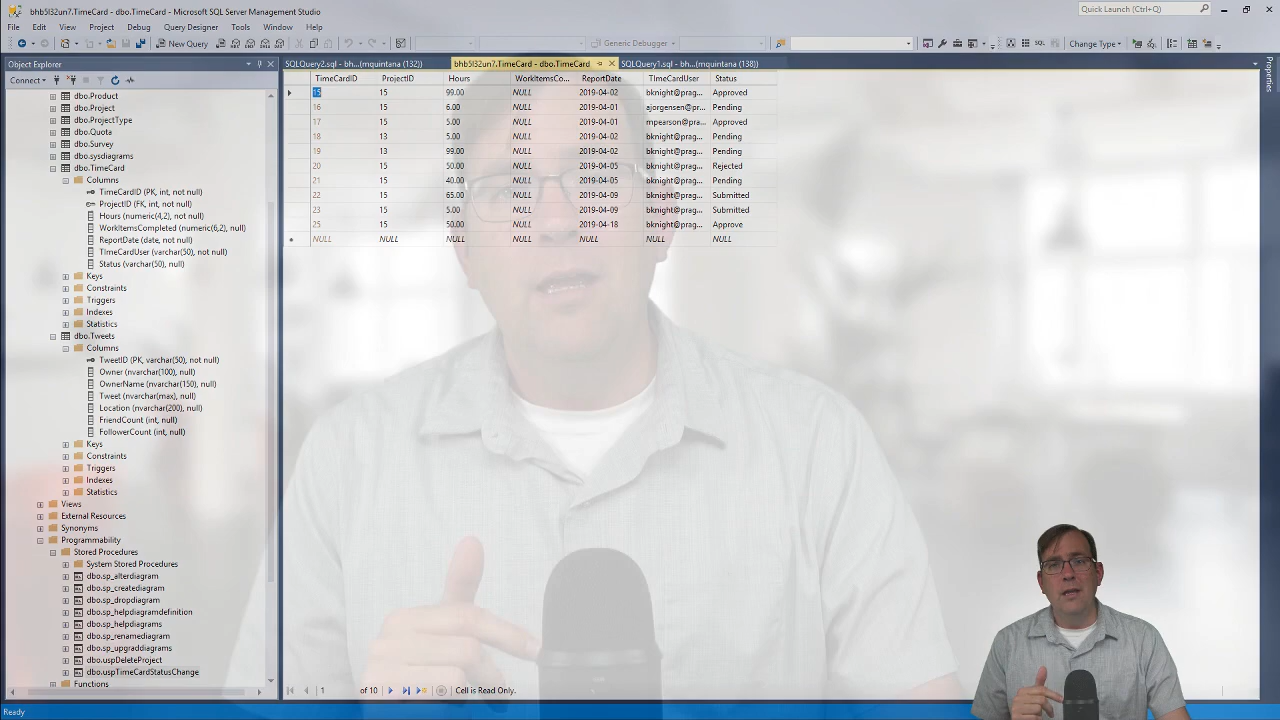 bhb5l32un7.TimeCard - dbo.TimeCard - Microsoft SQL Server Management Studio
Quick Launch (Ctrl+Q)
File Edit View Project Debug Query Designer Tools Window Help
New Query Generic Debugger Change Type
Object Explorer
SQLQuery2.sql - bh...(mquintana (132)) bhb5l32un7.TimeCard - dbo.TimeCard SQLQuery1.sql - bh...(mquintana (138))
Properties
Connect
TimeCardID ProjectID Hours WorkItemsCo... ReportDate TImeCardUser Status
15 15 99.00 NULL 2019-04-02 bknight@prag... Approved
16 15 6.00 NULL 2019-04-01 ajorgensen@pr... Pending
17 15 5.00 NULL 2019-04-01 mpearson@prag... Approved
18 13 5.00 NULL 2019-04-02 bknight@prag... Pending
19 13 99.00 NULL 2019-04-02 bknight@prag... Pending
20 15 50.00 NULL 2019-04-05 bknight@prag... Rejected
21 15 40.00 NULL 2019-04-05 bknight@prag... Pending
22 15 65.00 NULL 2019-04-09 bknight@prag... Submitted
23 15 5.00 NULL 2019-04-09 bknight@prag... Submitted
25 15 50.00 NULL 2019-04-18 bknight@prag... Approve
NULL NULL NULL NULL NULL NULL NULL
dbo.Product
dbo.Project
dbo.ProjectType
dbo.Quota
dbo.Survey
dbo.sysdiagrams
dbo.TimeCard
Columns
TimeCardID (PK, int, not null)
ProjectID (FK, int, not null)
Hours (numeric(4,2), not null)
WorkItemsCompleted (numeric(6,2), null)
ReportDate (date, not null)
TImeCardUser (varchar(50), not null)
Status (varchar(50), null)
Keys
Constraints
Triggers
Indexes
Statistics
dbo.Tweets
Columns
TweetID (PK, varchar(50), not null)
Owner (nvarchar(100), null)
OwnerName (nvarchar(150), null)
Tweet (nvarchar(max), null)
Location (nvarchar(200), null)
FriendCount (int, null)
FollowerCount (int, null)
Keys
Constraints
Triggers
Indexes
Statistics
Views
External Resources
Synonyms
Programmability
Stored Procedures
System Stored Procedures
dbo.sp_alterdiagram
dbo.sp_creatediagram
dbo.sp_dropdiagram
dbo.sp_helpdiagramdefinition
dbo.sp_helpdiagrams
dbo.sp_renamediagram
dbo.sp_upgraddiagrams
dbo.uspDeleteProject
dbo.uspTimeCardStatusChange
Functions
1 of 10 Cell is Read Only.
Ready